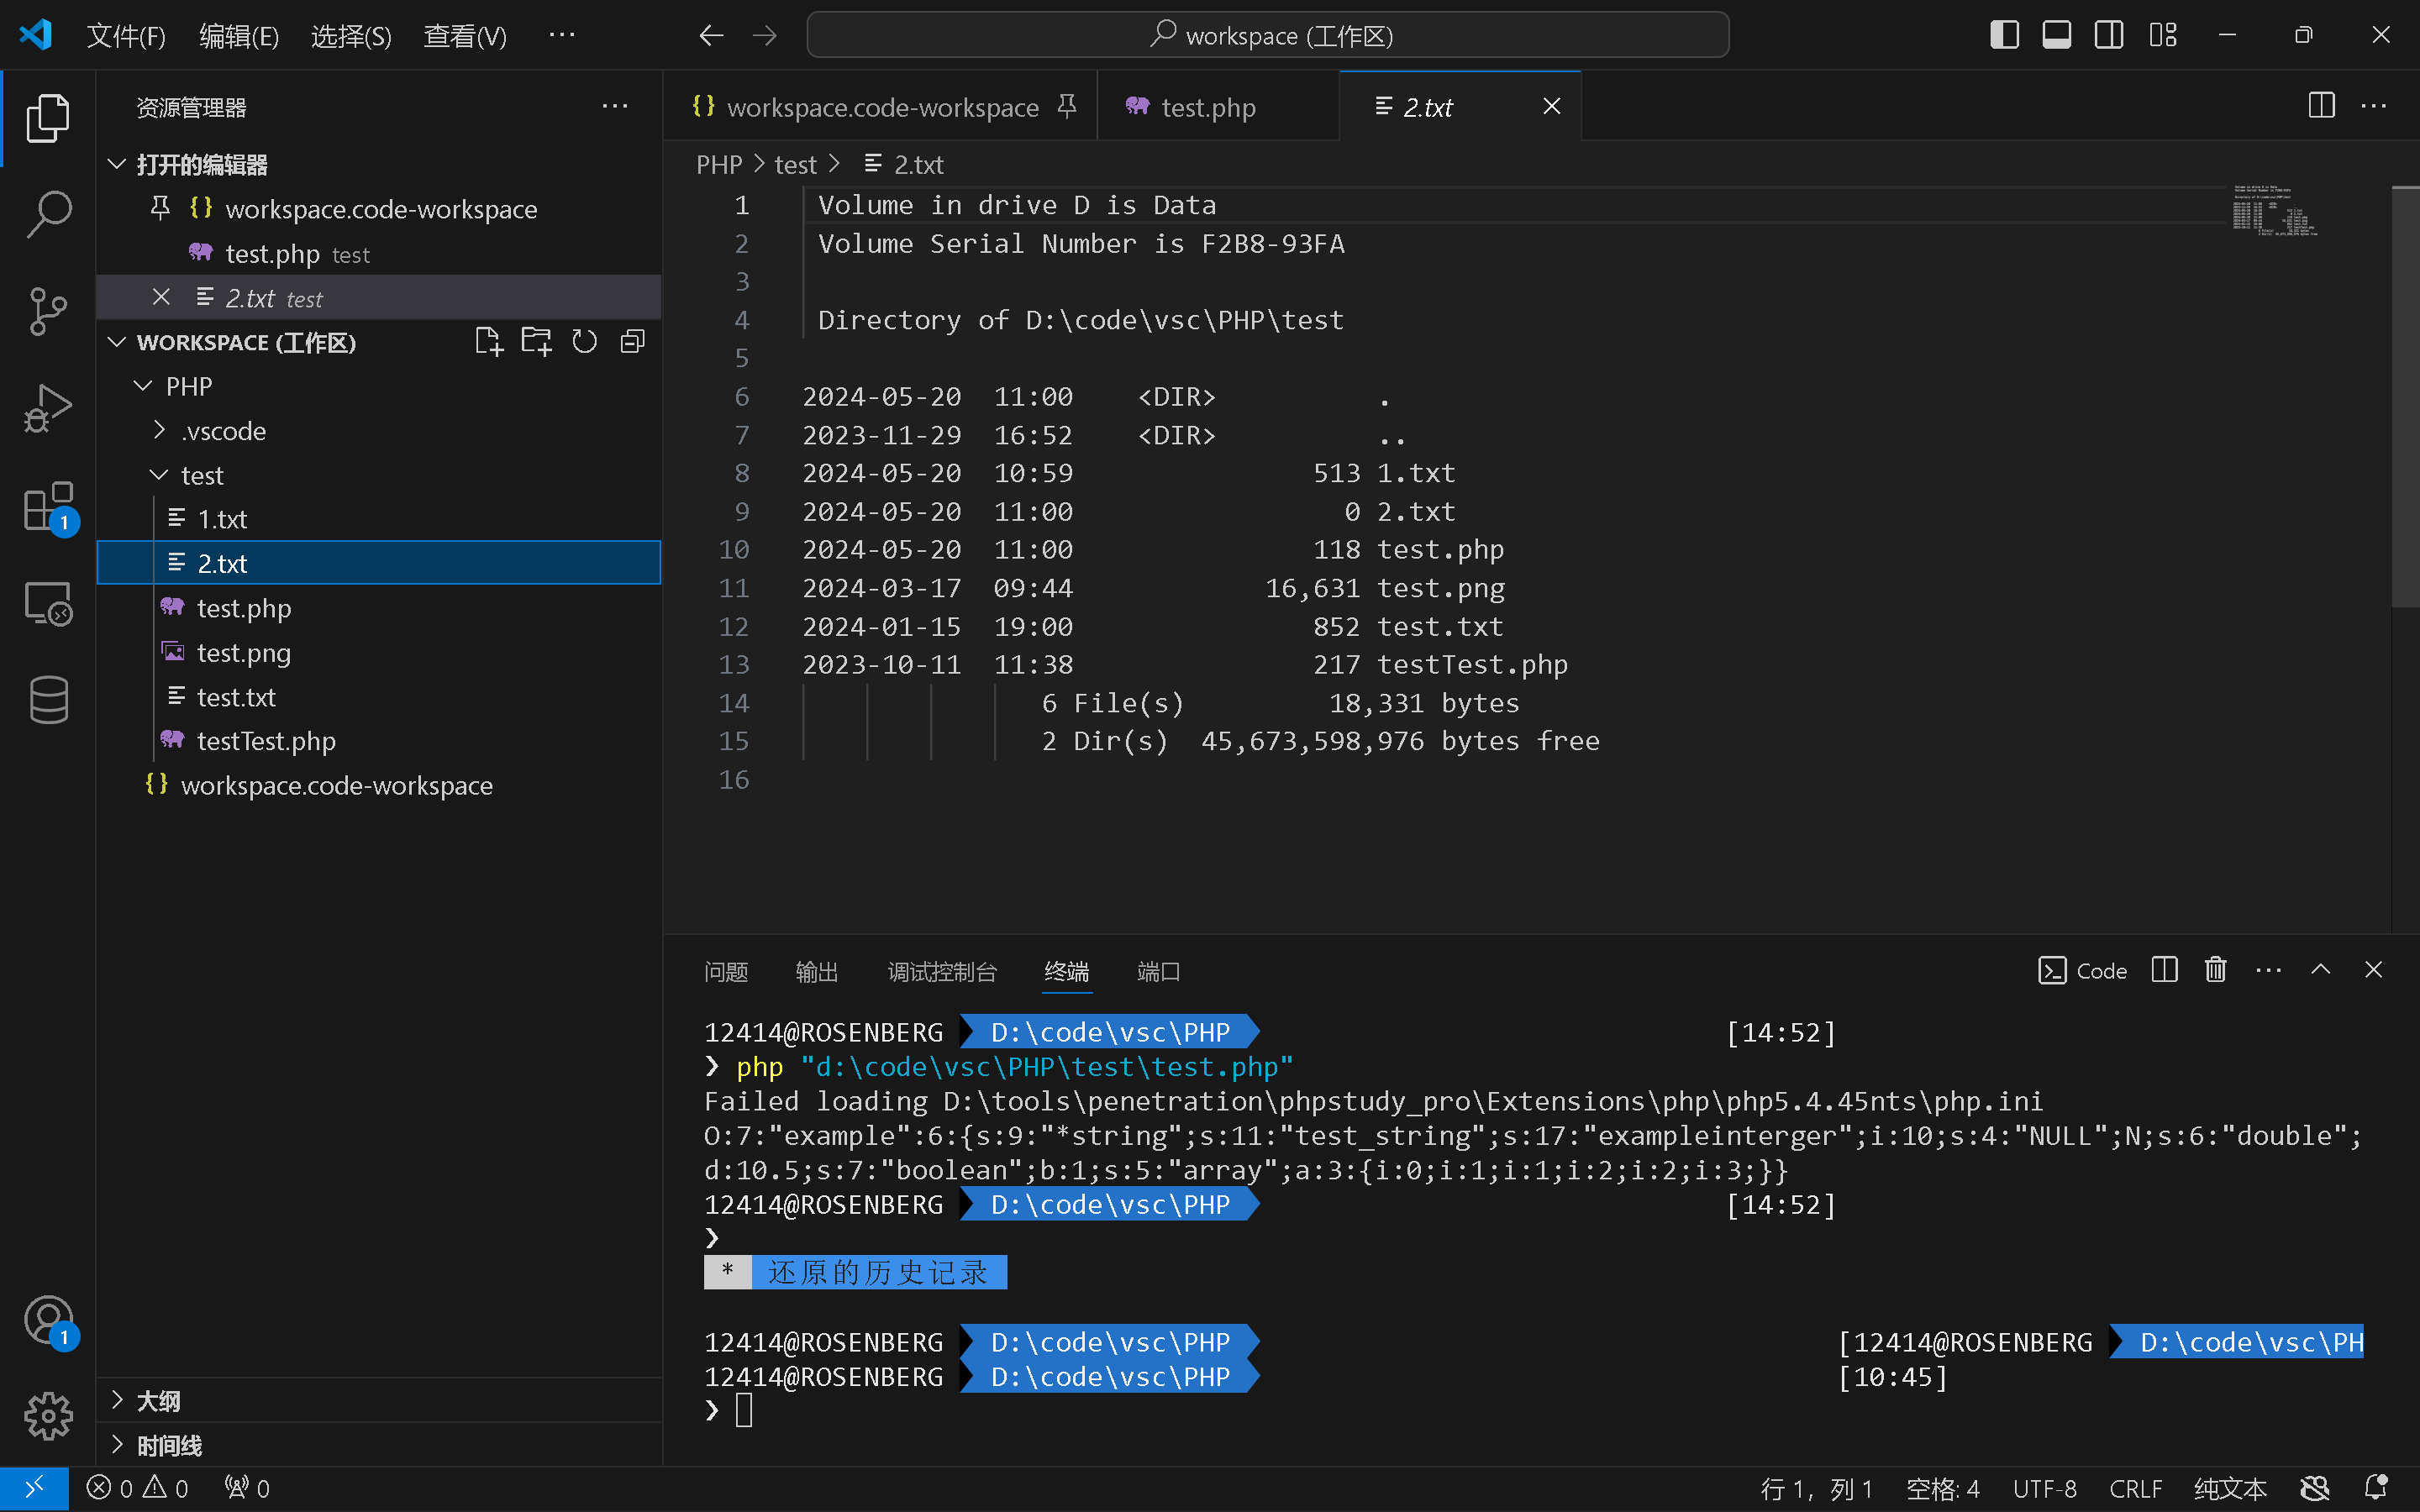 文件(F) 编辑(E) 选择(S) 查看(V) ··· workspace (工作区)
资源管理器
打开的编辑器
workspace.code-workspace
test.php test
2.txt test
WORKSPACE (工作区)
PHP
.vscode
test
1.txt
2.txt
test.php
test.png
test.txt
testTest.php
workspace.code-workspace
大纲
时间线
workspace.code-workspace test.php 2.txt
PHP > test > 2.txt
1 Volume in drive D is Data
2 Volume Serial Number is F2B8-93FA
3
4 Directory of D:\code\vsc\PHP\test
5
6 2024-05-20 11:00 <DIR> .
7 2023-11-29 16:52 <DIR> ..
8 2024-05-20 10:59 513 1.txt
9 2024-05-20 11:00 0 2.txt
10 2024-05-20 11:00 118 test.php
11 2024-03-17 09:44 16,631 test.png
12 2024-01-15 19:00 852 test.txt
13 2023-10-11 11:38 217 testTest.php
14 6 File(s) 18,331 bytes
15 2 Dir(s) 45,673,598,976 bytes free
16
问题 输出 调试控制台 终端 端口 Code
12414@ROSENBERG D:\code\vsc\PHP [14:52]
❯ php "d:\code\vsc\PHP\test\test.php"
Failed loading D:\tools\penetration\phpstudy_pro\Extensions\php\php5.4.45nts\php.ini
O:7:"example":6:{s:9:"*string";s:11:"test_string";s:17:"exampleinterger";i:10;s:4:"NULL";N;s:6:"double";
d:10.5;s:7:"boolean";b:1;s:5:"array";a:3:{i:0;i:1;i:1;i:2;i:2;i:3;}}
12414@ROSENBERG D:\code\vsc\PHP [14:52]
❯
* 还原的历史记录
12414@ROSENBERG D:\code\vsc\PHP [12414@ROSENBERG D:\code\vsc\PH
12414@ROSENBERG D:\code\vsc\PHP [10:45]
❯
1
1
0 0 0 行 1，列 1 空格: 4 UTF-8 CRLF 纯文本